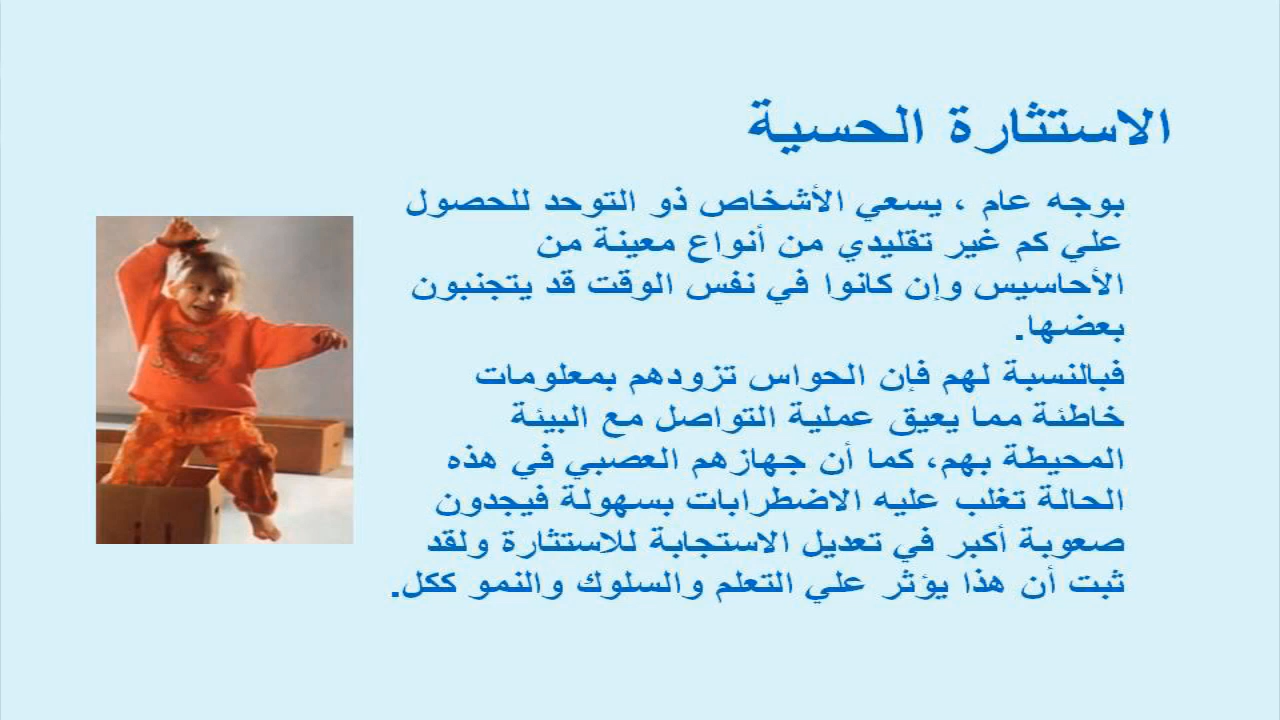 الاستثارة الحسية
بوجه عام ، يسعي الأشخاص ذو التوحد للحصول
علي كم غير تقليدي من أنواع معينة من
الأحاسيس وإن كانوا في نفس الوقت قد يتجنبون
بعضها.
فبالنسبة لهم فإن الحواس تزودهم بمعلومات
خاطئة مما يعيق عملية التواصل مع البيئة
المحيطة بهم، كما أن جهازهم العصبي في هذه
الحالة تغلب عليه الاضطرابات بسهولة فيجدون
صعوبة أكبر في تعديل الاستجابة للاستثارة ولقد
ثبت أن هذا يؤثر علي التعلم والسلوك والنمو ككل.